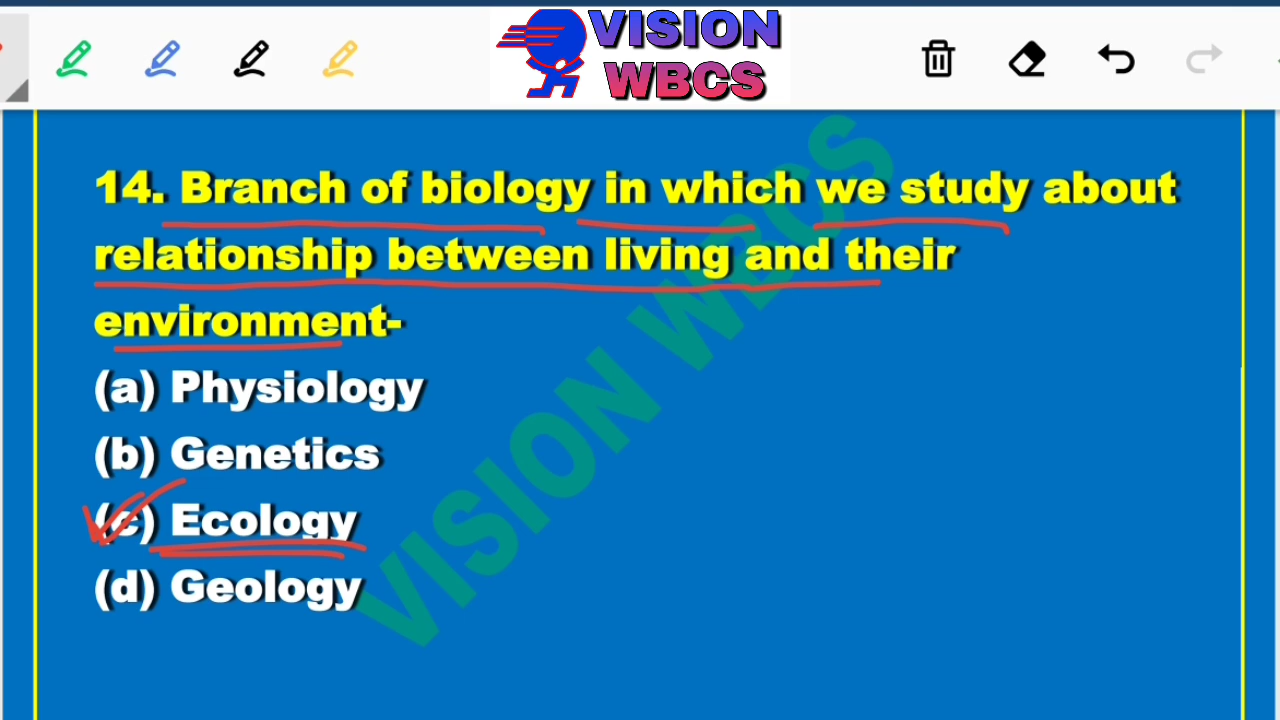 VISION
WBCS
14. Branch of biology in which we study about
relationship between living and their
environment-
(a) Physiology
(b) Genetics
(c) Ecology
(d) Geology
VISION WBCS